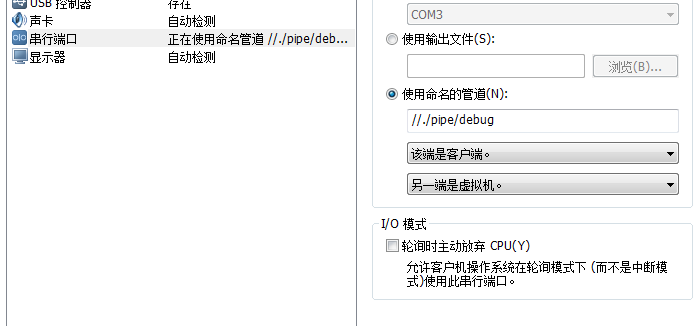 USB 控制器 存在
声卡 自动检测
串行端口 正在使用命名管道 //./pipe/deb...
显示器 自动检测
COM3
使用输出文件(S):
浏览(B)...
使用命名的管道(N):
//./pipe/debug
该端是客户端。
另一端是虚拟机。
I/O 模式
轮询时主动放弃 CPU(Y)
允许客户机操作系统在轮询模式下 (而不是中断模
式)使用此串行端口。